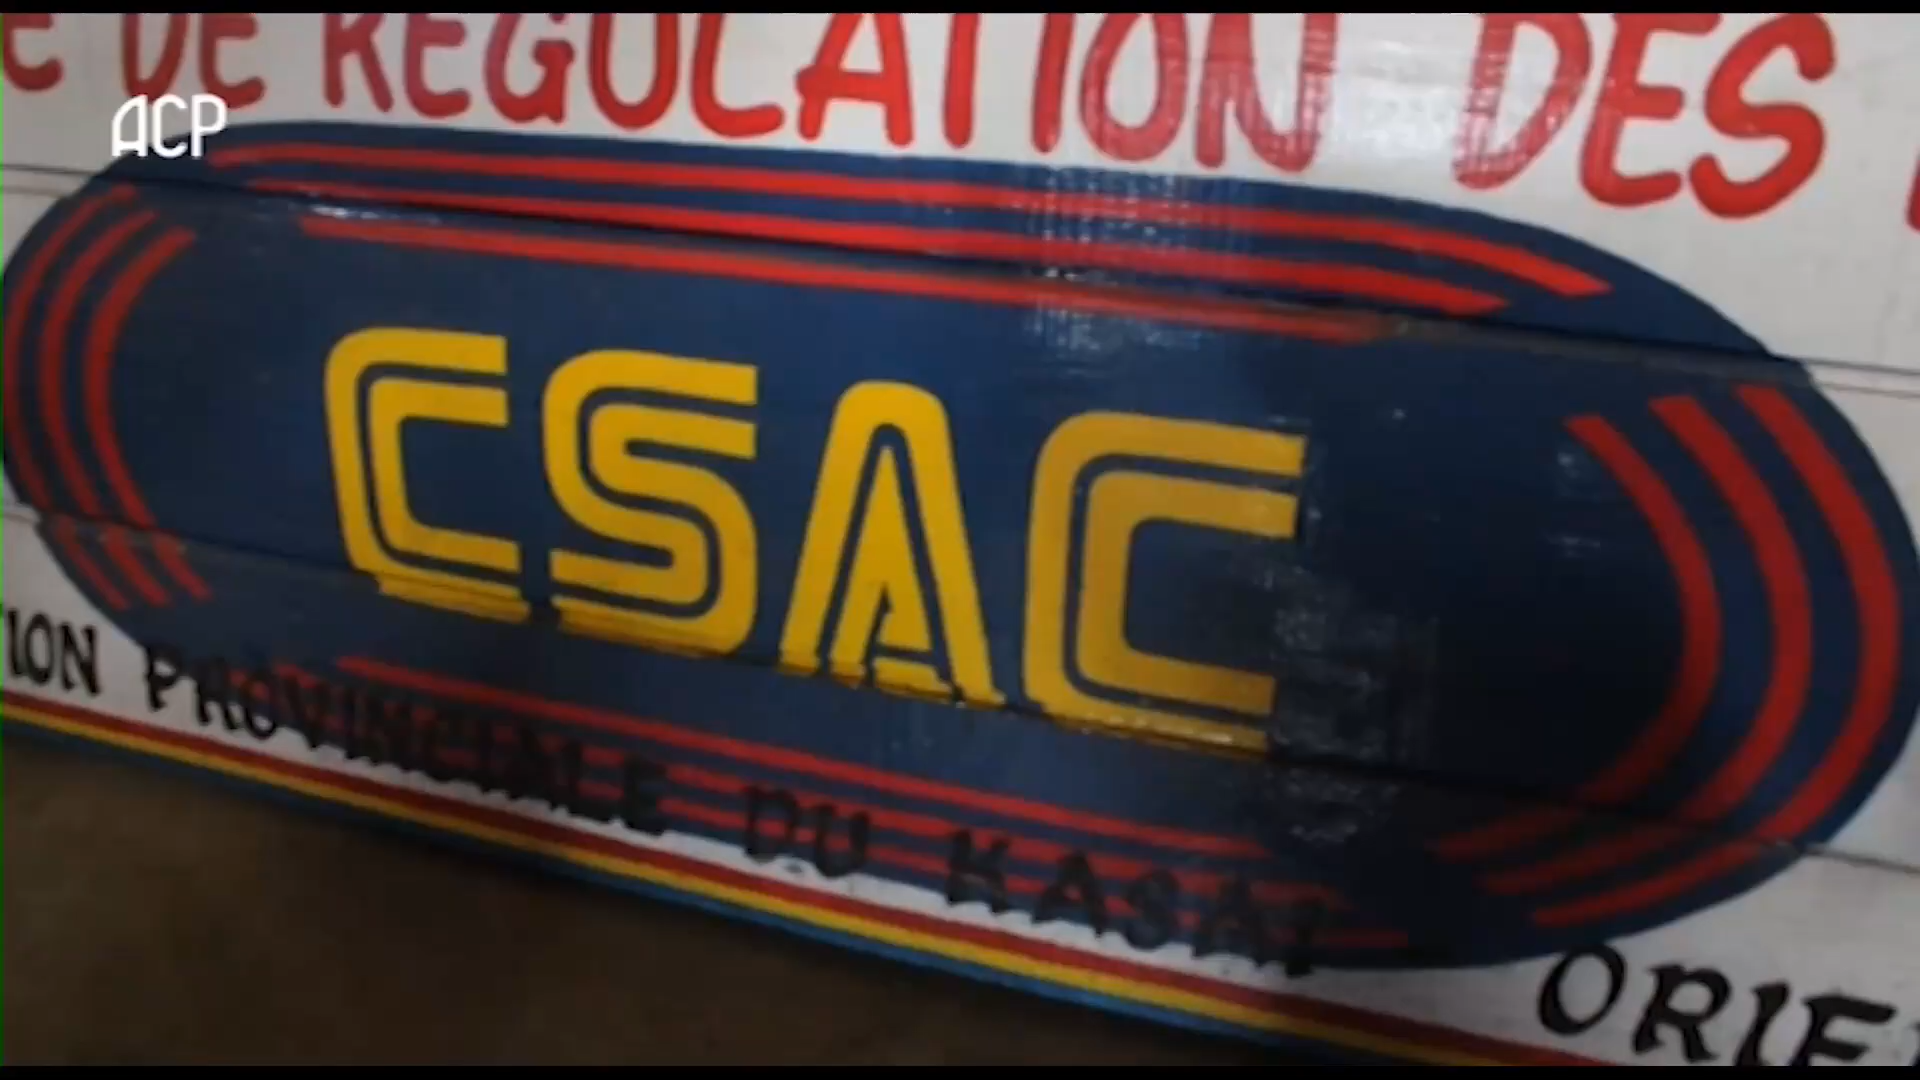 E DE REGULATION DES
ACP
CSAC
ION PROVINCIALE DU KASAI ORIE